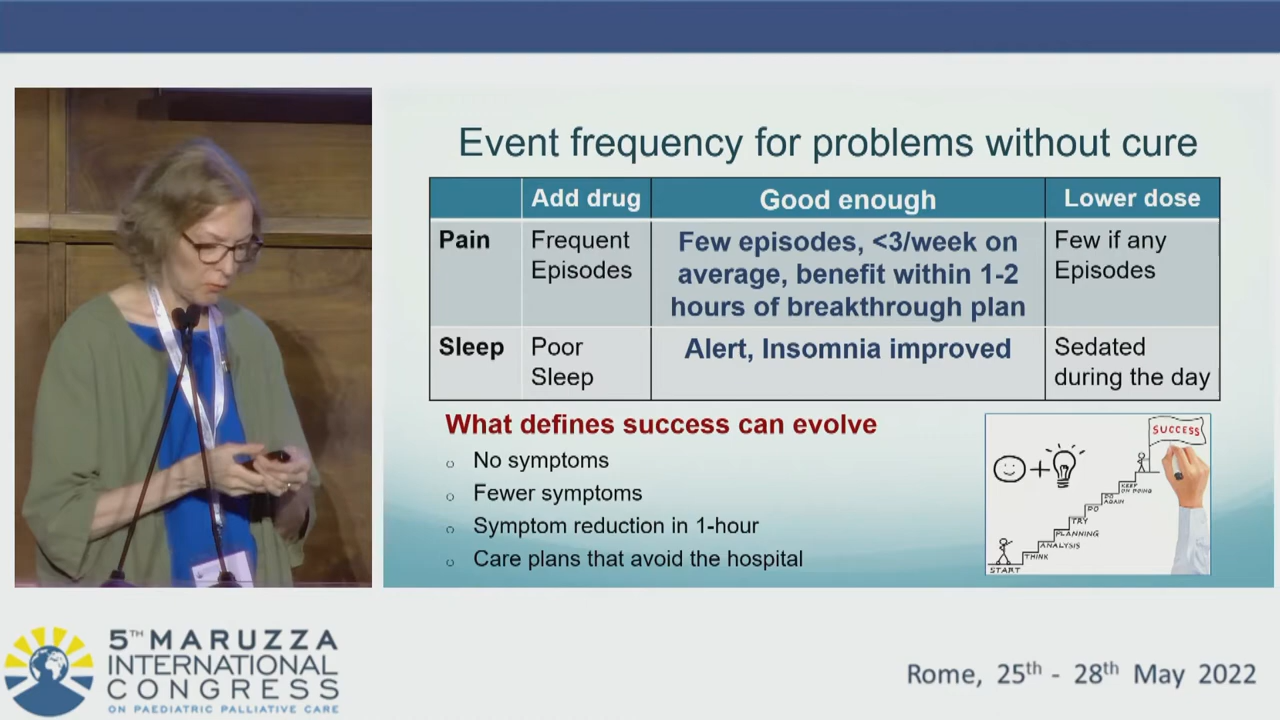 Event frequency for problems without cure
Add drug
Good enough
Lower dose
Pain
Frequent
Episodes
Few episodes, <3/week on
average, benefit within 1-2
hours of breakthrough plan
Few if any
Episodes
Sleep
Poor
Sleep
Alert, Insomnia improved
Sedated
during the day
What defines success can evolve
No symptoms
Fewer symptoms
Symptom reduction in 1-hour
Care plans that avoid the hospital
SUCCESS
KEEP
ON DOING
DO
AGAIN
DO
TRY
PLANNING
ANALYSIS
THINK
START
5TH MARUZZA
INTERNATIONAL
CONGRESS
ON PAEDIATRIC PALLIATIVE CARE
Rome, 25th - 28th May 2022